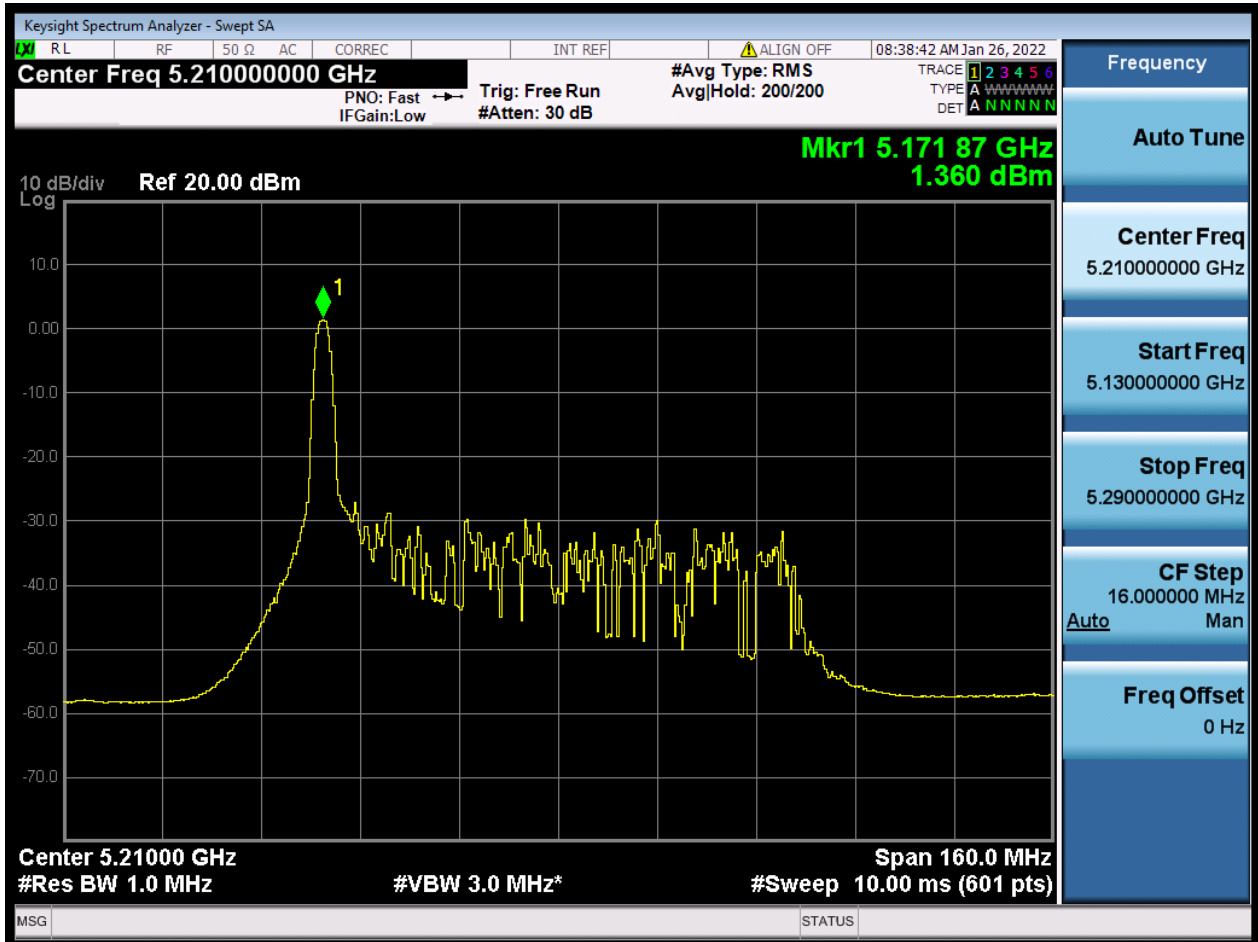 Keysight Spectrum Analyzer - Swept SA
LXI RL RF 50 Ω AC CORREC INT REF ALIGN OFF 08:38:42 AM Jan 26, 2022
Center Freq 5.210000000 GHz
PNO: Fast
IFGain:Low
Trig: Free Run
#Atten: 30 dB
#Avg Type: RMS
Avg|Hold: 200/200
TRACE 1 2 3 4 5 6
TYPE A WWWWW
DET A N N N N N
Mkr1 5.171 87 GHz
1.360 dBm
10 dB/div Ref 20.00 dBm
Log
10.0
1
0.00
-10.0
-20.0
-30.0
-40.0
-50.0
-60.0
-70.0
Center 5.21000 GHz Span 160.0 MHz
#Res BW 1.0 MHz #VBW 3.0 MHz* #Sweep 10.00 ms (601 pts)
MSG STATUS
Frequency
Auto Tune
Center Freq
5.210000000 GHz
Start Freq
5.130000000 GHz
Stop Freq
5.290000000 GHz
CF Step
16.000000 MHz
Auto Man
Freq Offset
0 Hz